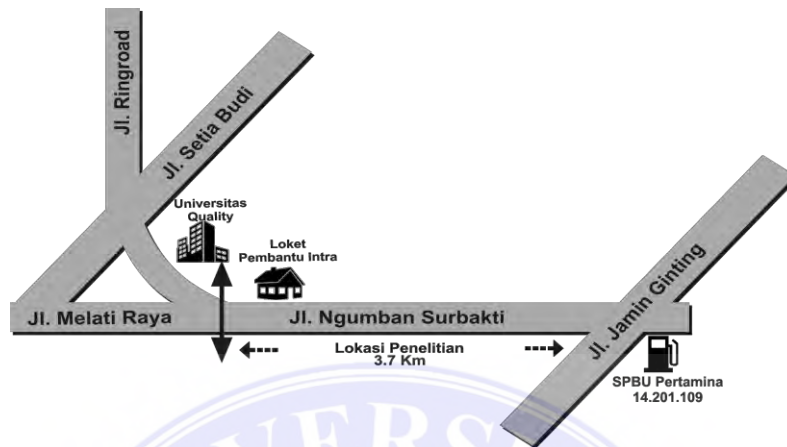 Jl. Ringroad
Jl. Setia Budi
Universitas
Quality
Loket
Pembantu Intra
Jl. Melati Raya
Jl. Ngumban Surbakti
Jl. Jamin Ginting
Lokasi Penelitian
3.7 Km
SPBU Pertamina
14.201.109
VERS